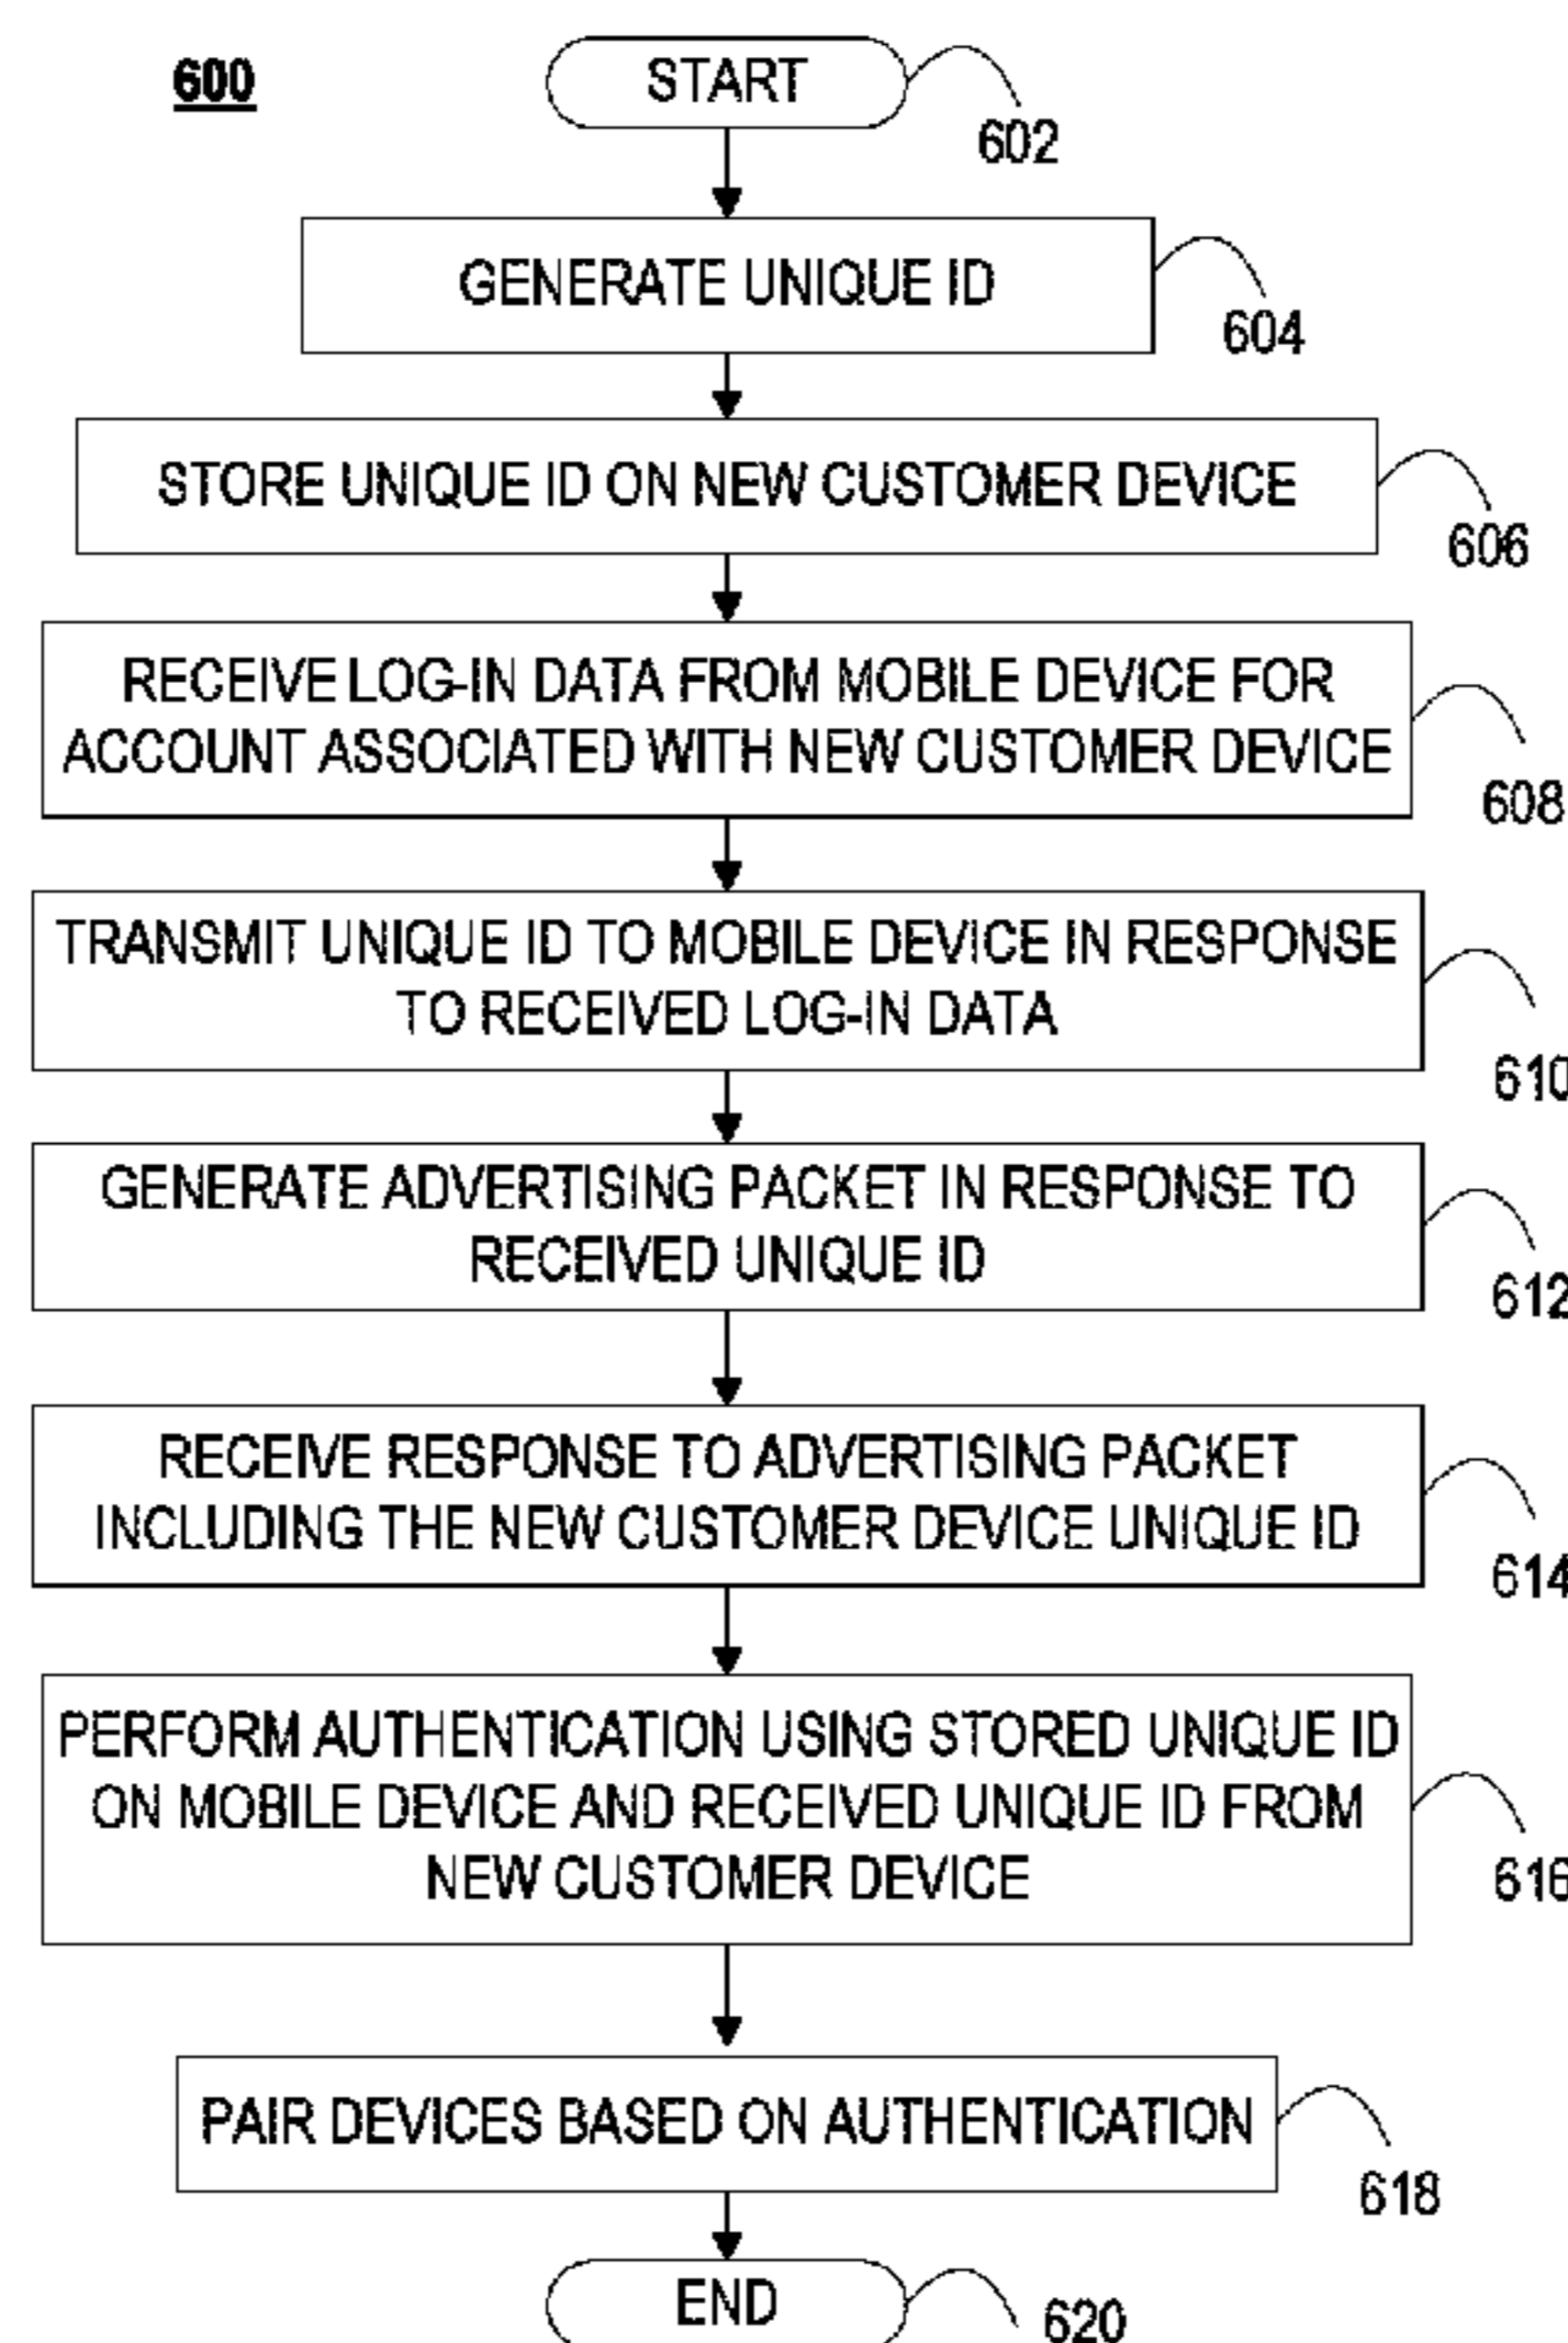 600
START
602
GENERATE UNIQUE ID
604
STORE UNIQUE ID ON NEW CUSTOMER DEVICE
606
RECEIVE LOG-IN DATA FROM MOBILE DEVICE FOR
ACCOUNT ASSOCIATED WITH NEW CUSTOMER DEVICE
608
TRANSMIT UNIQUE ID TO MOBILE DEVICE IN RESPONSE
TO RECEIVED LOG-IN DATA
610
GENERATE ADVERTISING PACKET IN RESPONSE TO
RECEIVED UNIQUE ID
612
RECEIVE RESPONSE TO ADVERTISING PACKET
INCLUDING THE NEW CUSTOMER DEVICE UNIQUE ID
614
PERFORM AUTHENTICATION USING STORED UNIQUE ID
ON MOBILE DEVICE AND RECEIVED UNIQUE ID FROM
NEW CUSTOMER DEVICE
616
PAIR DEVICES BASED ON AUTHENTICATION
618
END
620